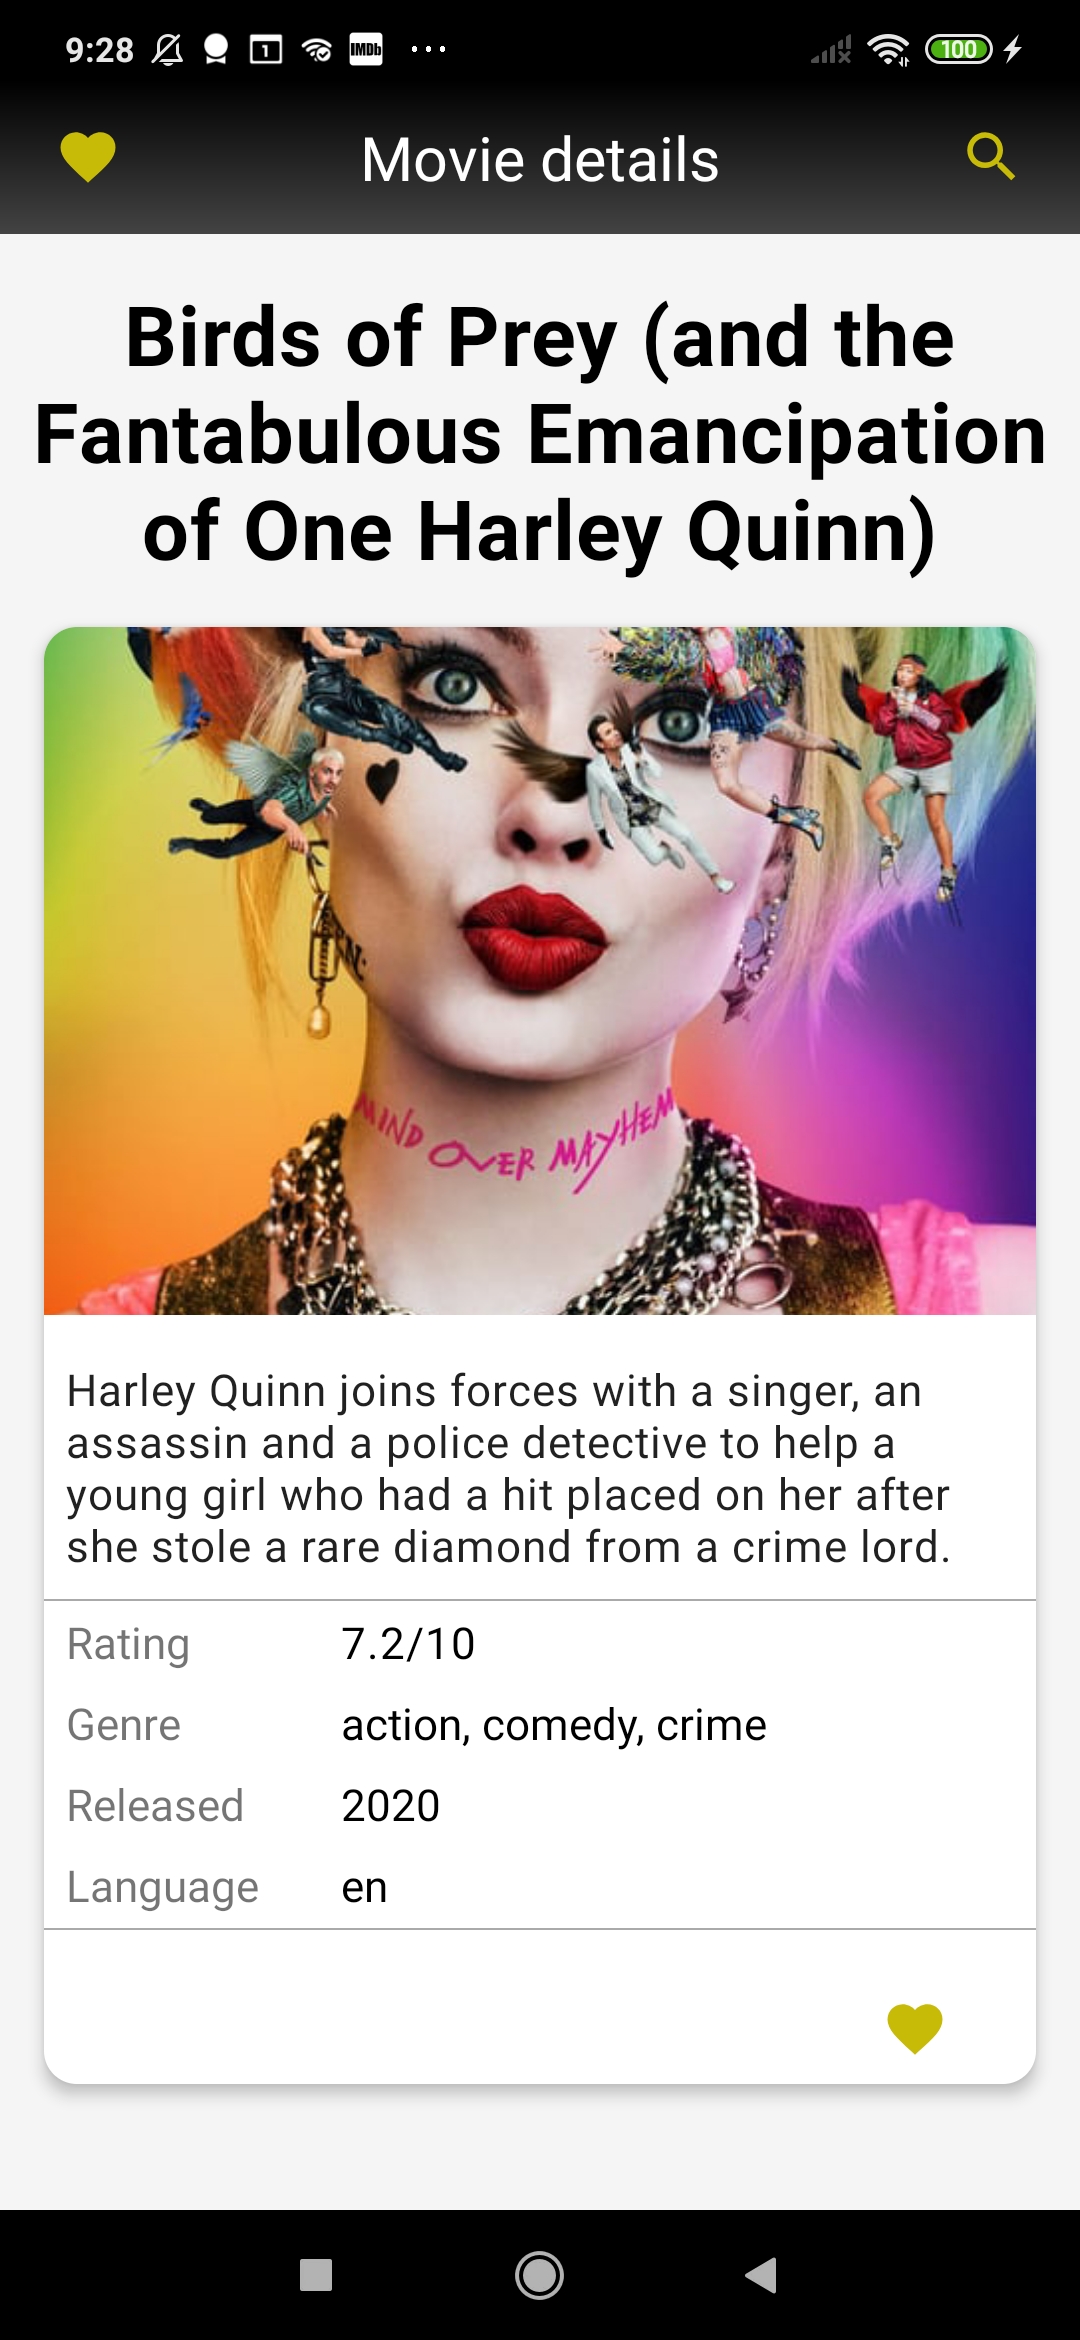 9:28 1 IMDb 100
Movie details
Birds of Prey (and the
Fantabulous Emancipation
of One Harley Quinn)
MIND OVER MAYHEM
Harley Quinn joins forces with a singer, an
assassin and a police detective to help a
young girl who had a hit placed on her after
she stole a rare diamond from a crime lord.
Rating 7.2/10
Genre action, comedy, crime
Released 2020
Language en